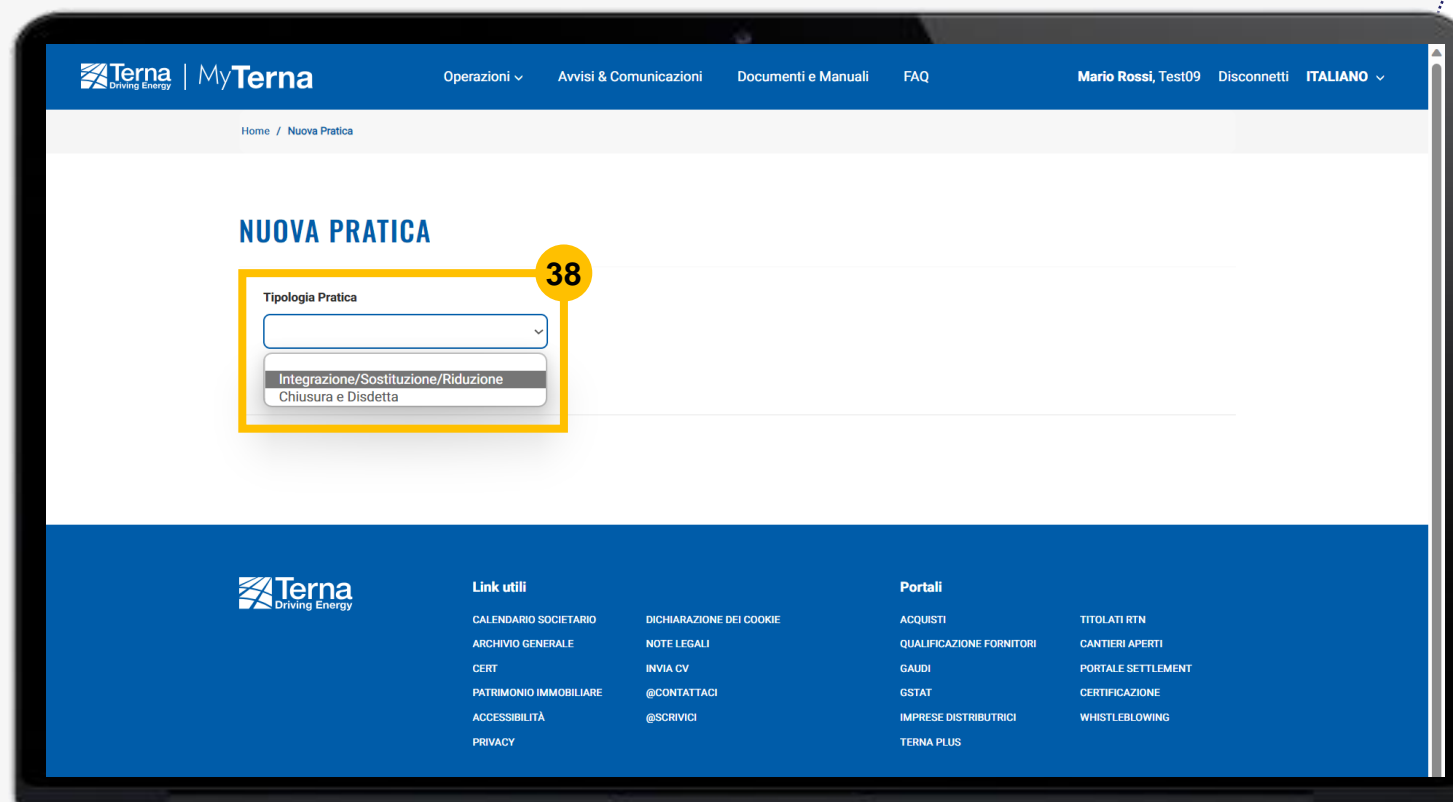 Terna
Driving Energy
MyTerna
Operazioni
Avvisi & Comunicazioni
Documenti e Manuali
FAQ
Mario Rossi, Test09
Disconnetti
ITALIANO
Home / Nuova Pratica
NUOVA PRATICA
38
Tipologia Pratica
Integrazione/Sostituzione/Riduzione
Chiusura e Disdetta
Terna
Driving Energy
Link utili
CALENDARIO SOCIETARIO
ARCHIVIO GENERALE
CERT
PATRIMONIO IMMOBILIARE
ACCESSIBILITÀ
PRIVACY
DICHIARAZIONE DEI COOKIE
NOTE LEGALI
INVIA CV
@CONTATTACI
@SCRIVICI
Portali
ACQUISTI
QUALIFICAZIONE FORNITORI
GAUDI
GSTAT
IMPRESE DISTRIBUTRICI
TERNA PLUS
TITOLATI RTN
CANTIERI APERTI
PORTALE SETTLEMENT
CERTIFICAZIONE
WHISTLEBLOWING